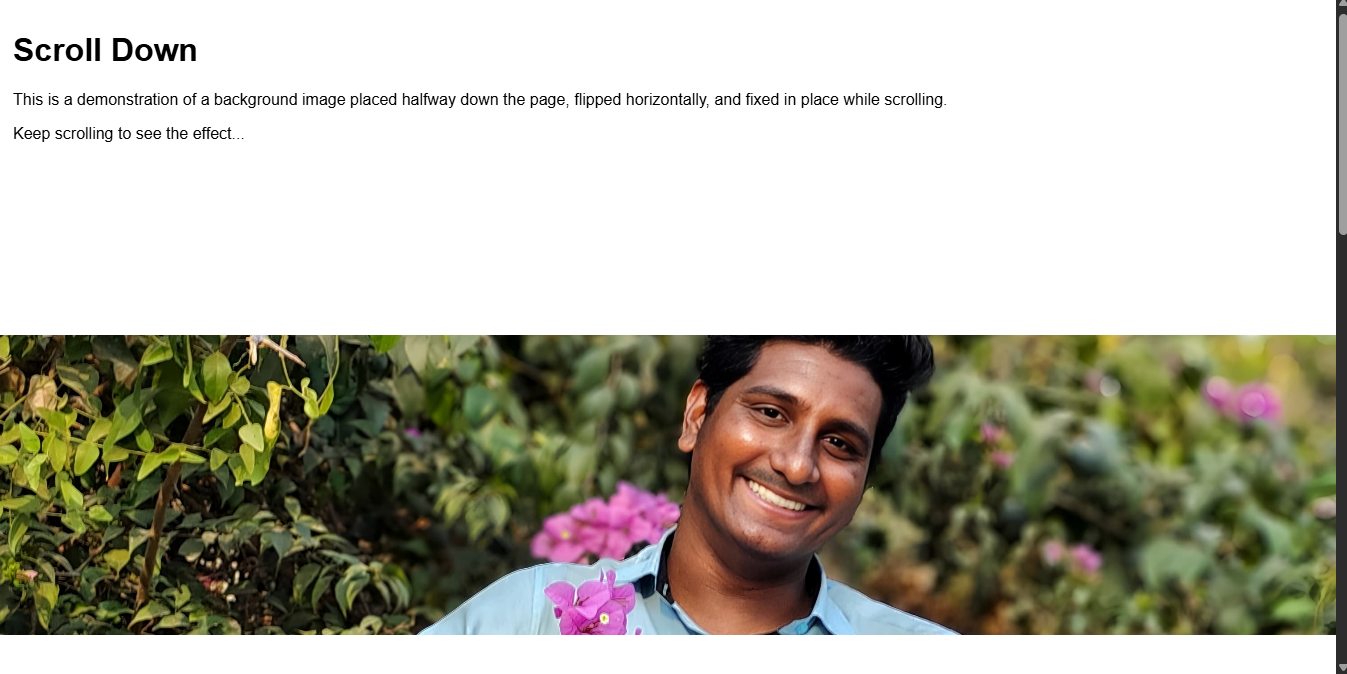 Scroll Down
This is a demonstration of a background image placed halfway down the page, flipped horizontally, and fixed in place while scrolling.
Keep scrolling to see the effect...